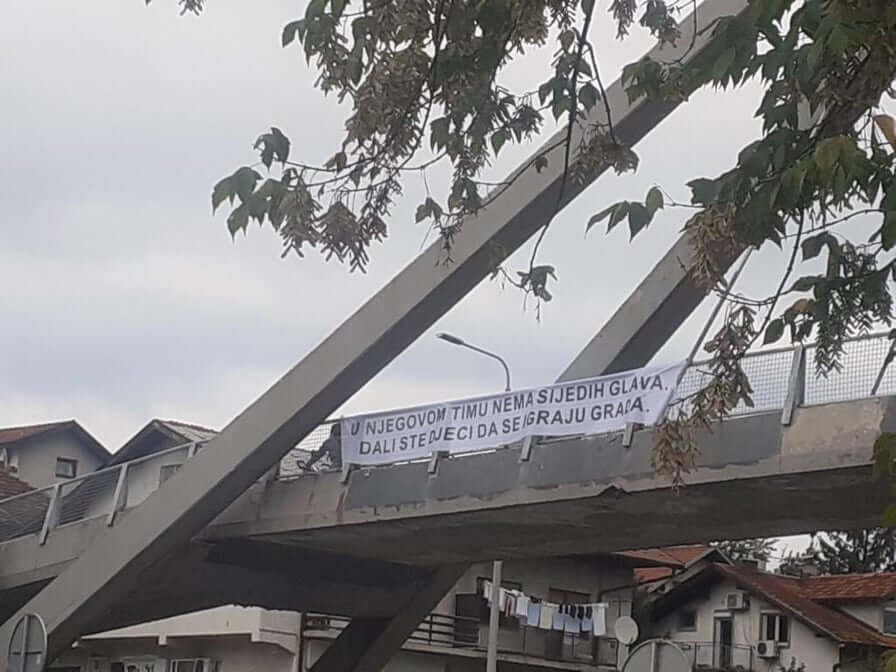 U NJEGOVOM TIMU NEMA SIJEDIH GLAVA.
DALI STE DJECI DA SE IGRAJU GRADA.